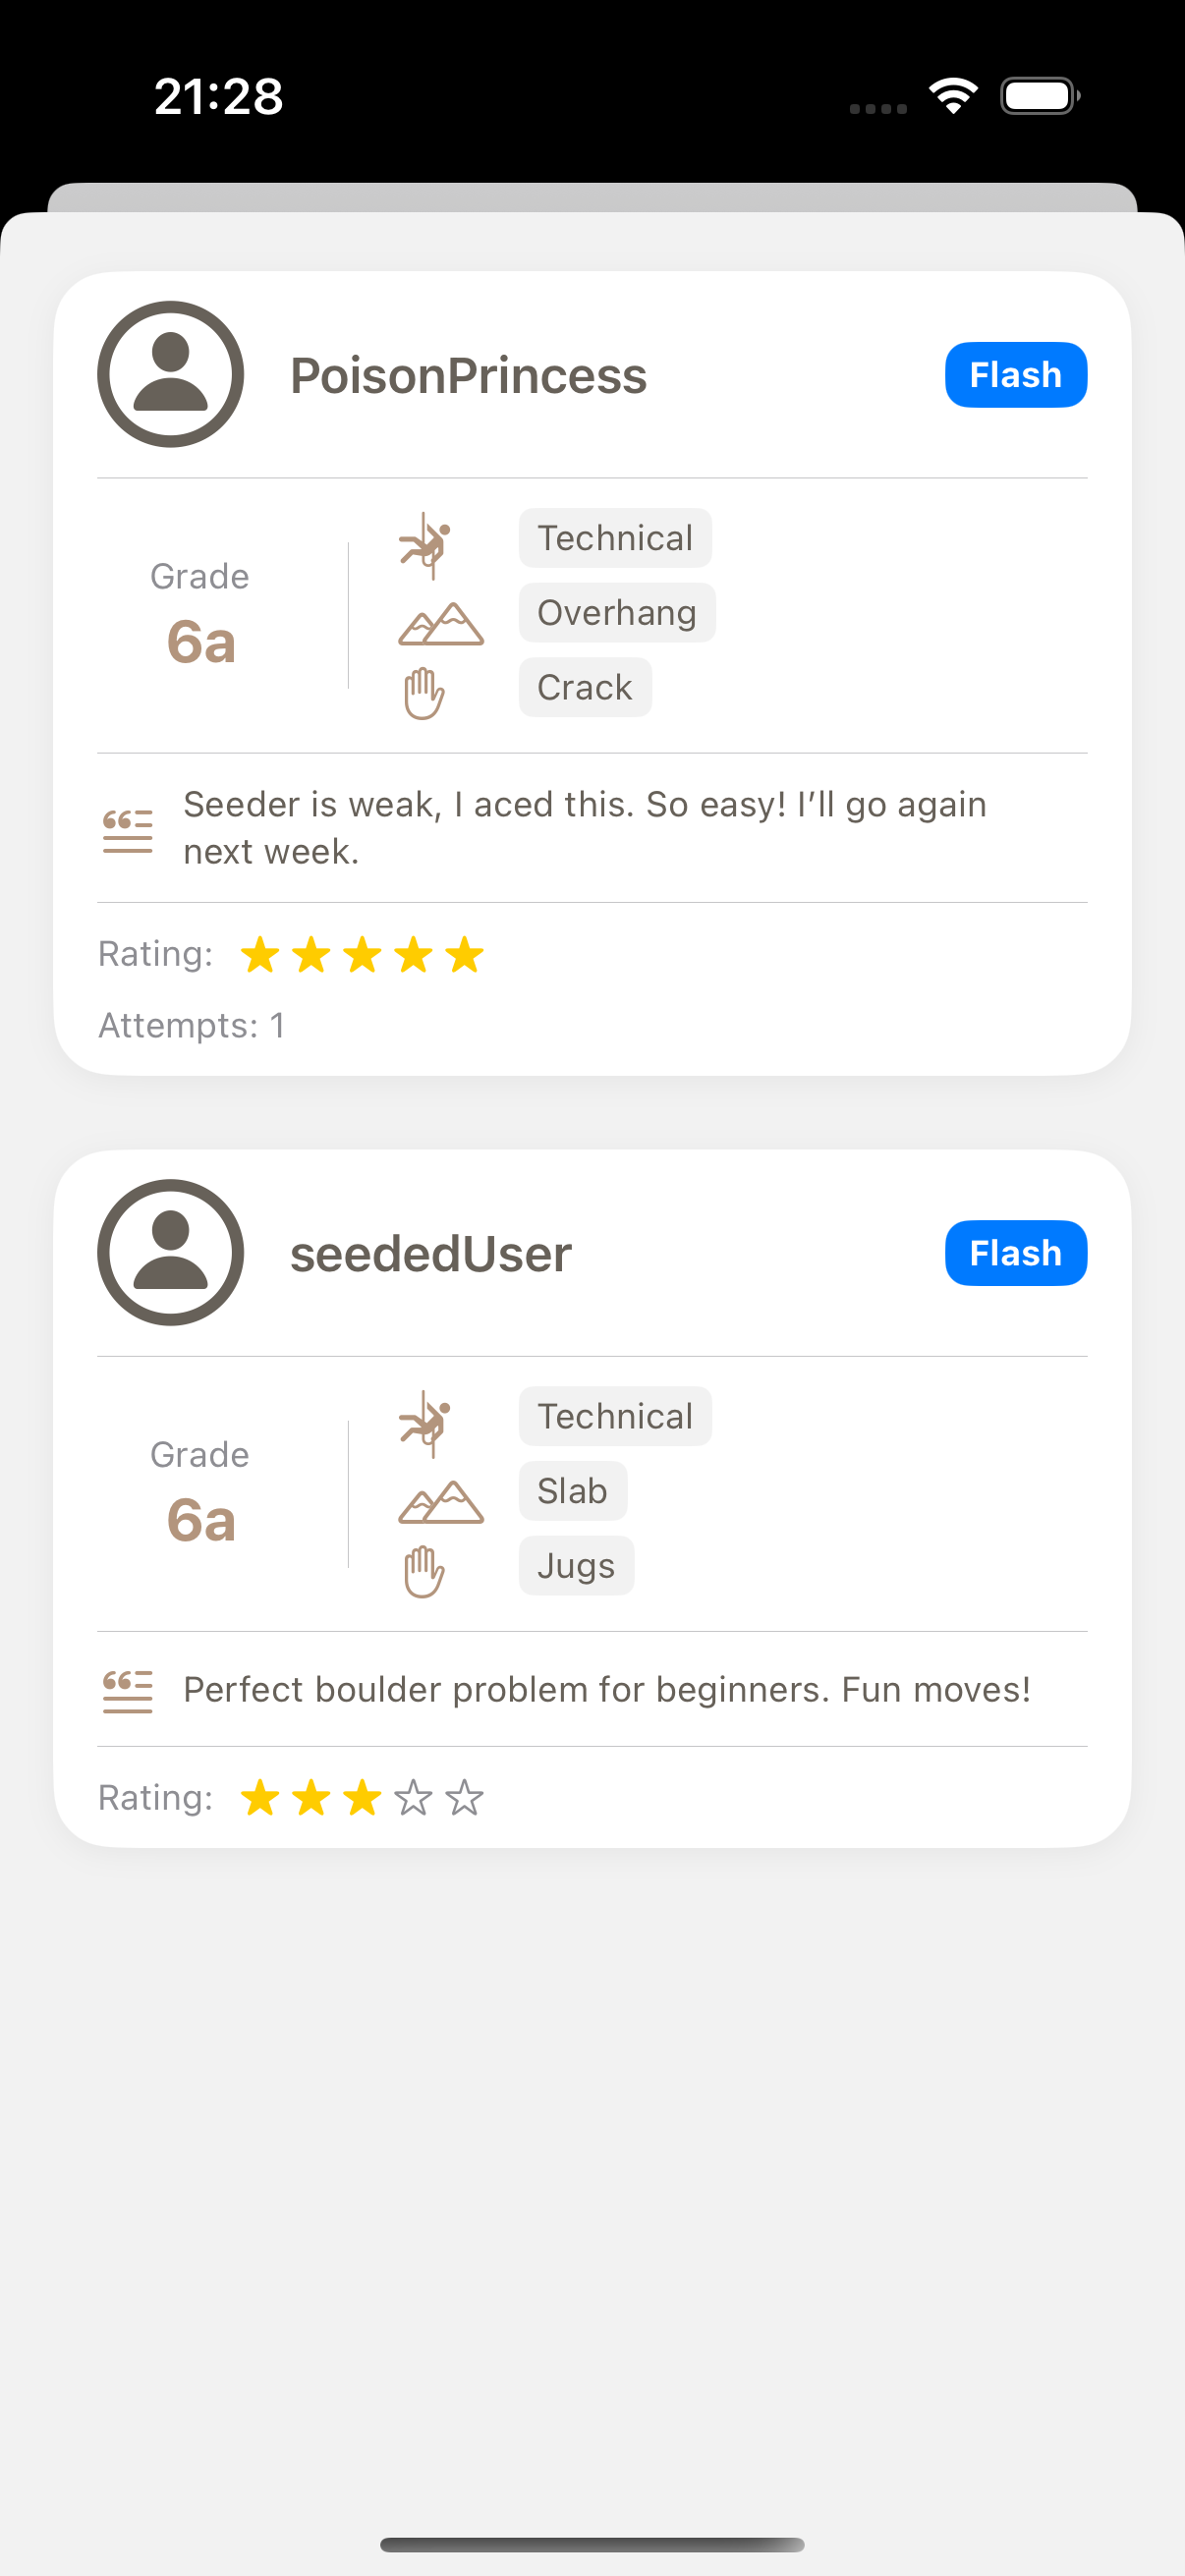 21:28
PoisonPrincess
Flash
Grade
6a
Technical
Overhang
Crack
Seeder is weak, I aced this. So easy! I’ll go again
next week.
Rating:
Attempts: 1
seededUser
Flash
Grade
6a
Technical
Slab
Jugs
Perfect boulder problem for beginners. Fun moves!
Rating: